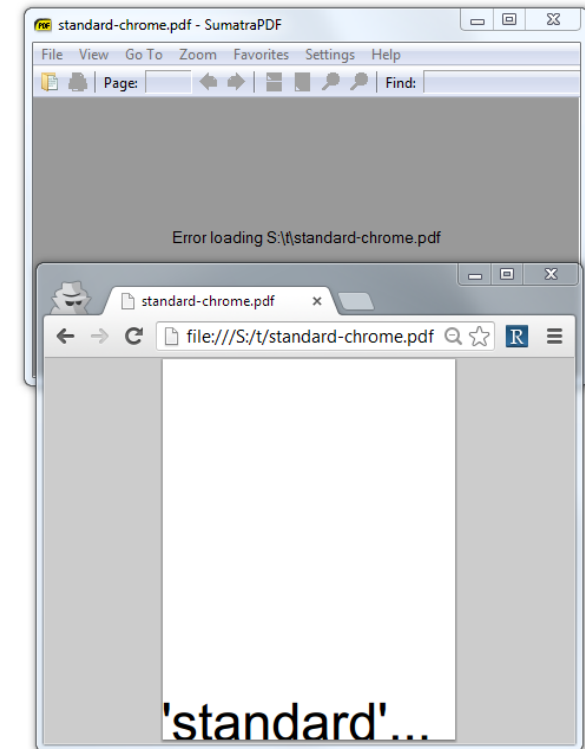 PDF standard-chrome.pdf - SumatraPDF
File View Go To Zoom Favorites Settings Help
Page: Find:
Error loading S:\t\standard-chrome.pdf
standard-chrome.pdf
file:///S:/t/standard-chrome.pdf R
'standard'...